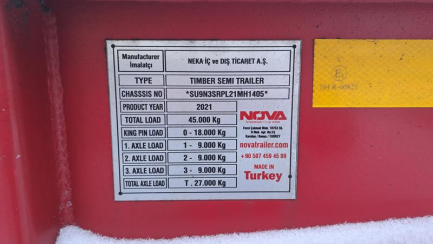 Manufacturer
İmalatçı
NEKA İÇ ve DIŞ TİCARET A.Ş.
TYPE TIMBER SEMI TRAILER
CHASSSIS NO *SU9N3SRPL21MH1405*
PRODUCT YEAR 2021
TOTAL LOAD 45.000 Kg
KING PIN LOAD 0 - 18.000 Kg
1. AXLE LOAD 1 - 9.000 Kg
2. AXLE LOAD 2 - 9.000 Kg
3. AXLE LOAD 3 - 9.000 Kg
TOTAL AXLE LOAD T . 27.000 Kg
NOVA
novatrailer.com
+90 507 459 45 99
MADE IN
Turkey